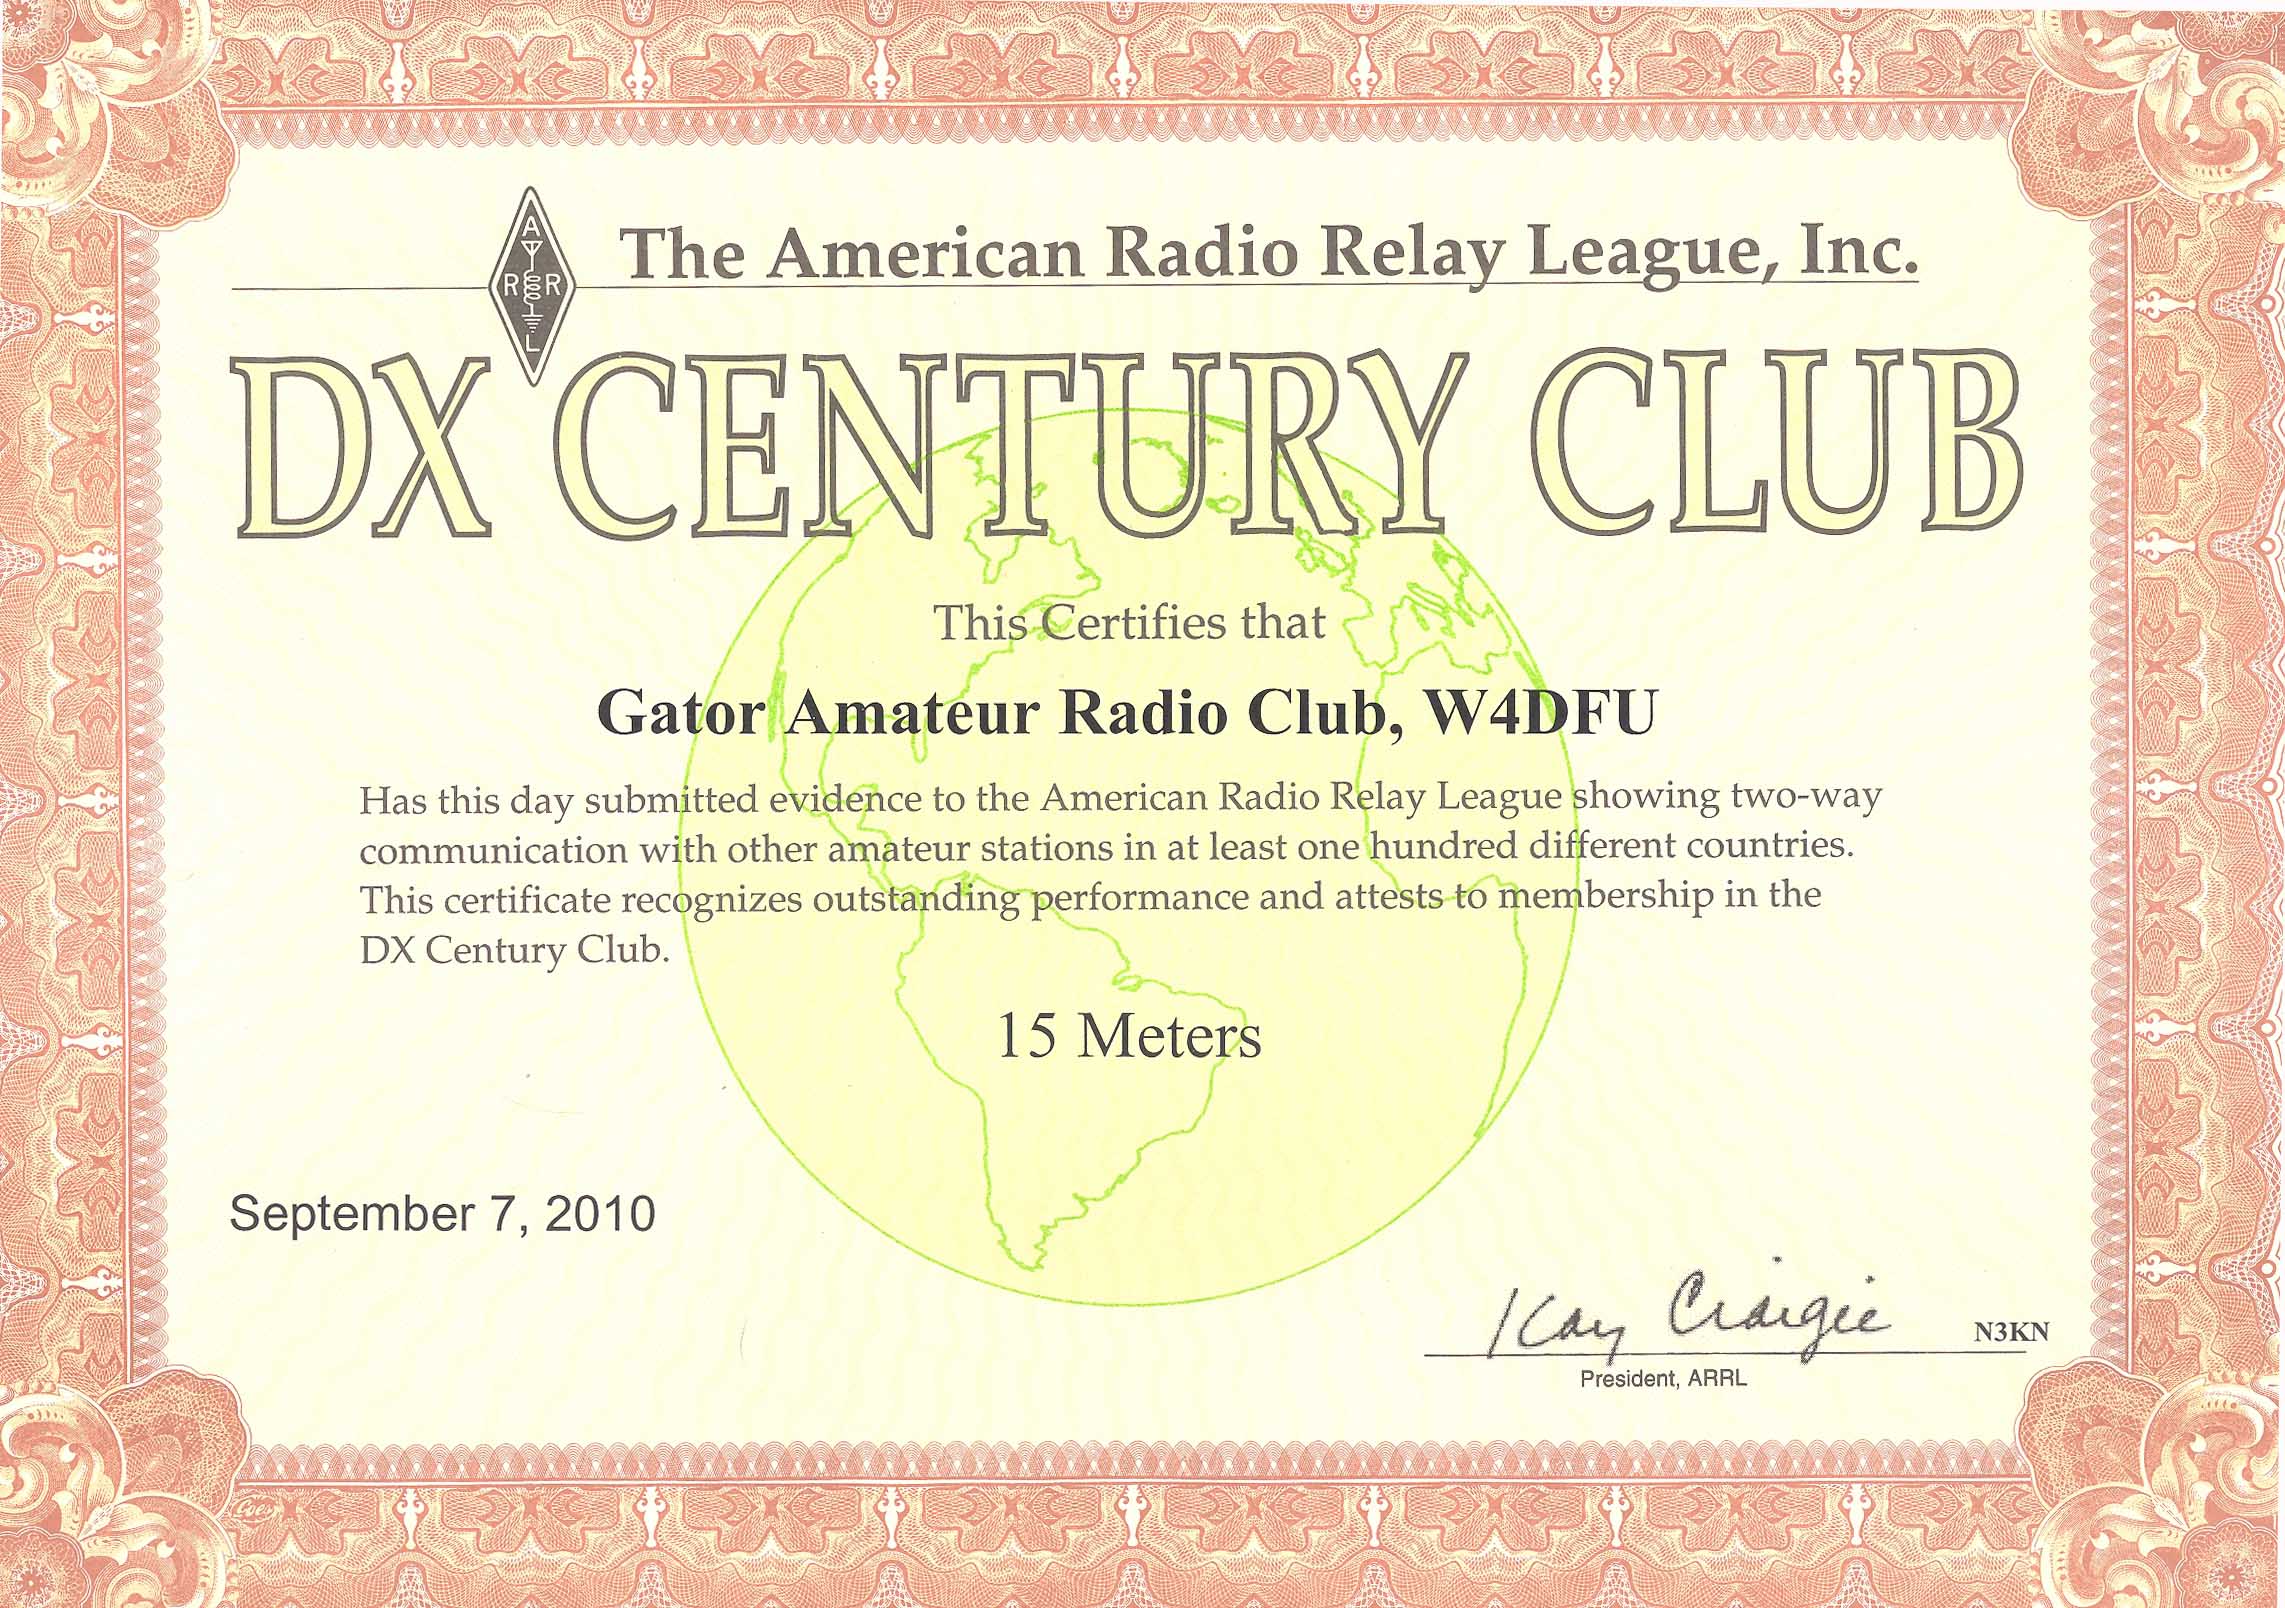 A
R R
L
The American Radio Relay League, Inc.
DX CENTURY CLUB
This Certifies that
Gator Amateur Radio Club, W4DFU
Has this day submitted evidence to the American Radio Relay League showing two-way
communication with other amateur stations in at least one hundred different countries.
This certificate recognizes outstanding performance and attests to membership in the
DX Century Club.
15 Meters
September 7, 2010
Kay Craigie N3KN
President, ARRL
Goes